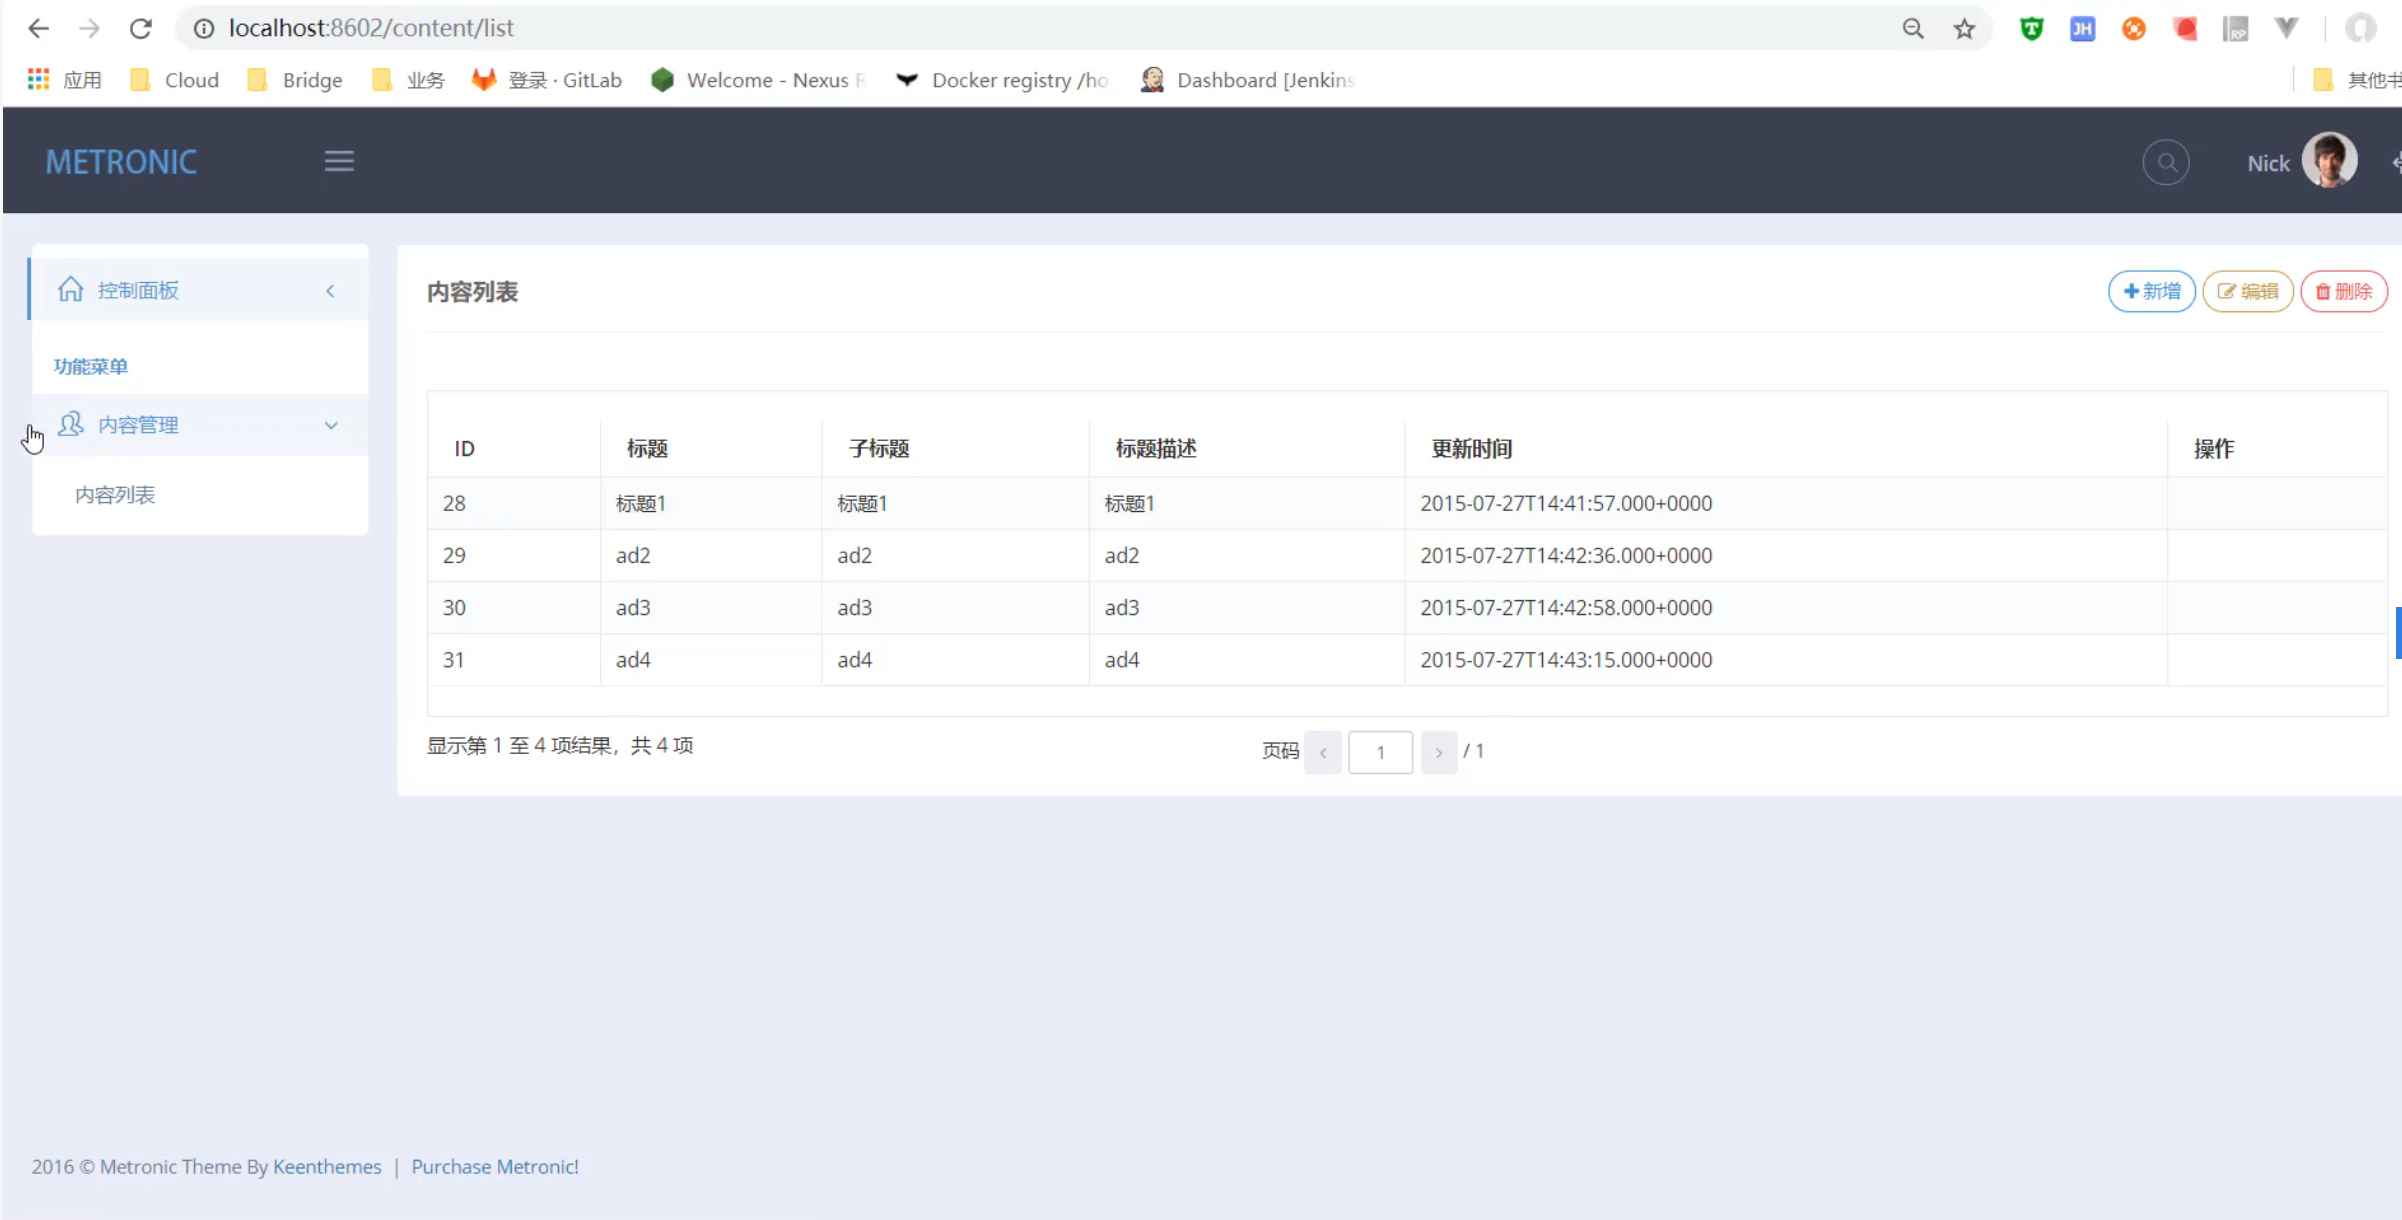 localhost:8602/content/list
应用 Cloud Bridge 业务 登录 · GitLab Welcome - Nexus R Docker registry /ho Dashboard [Jenkins 其他书
METRONIC Nick
控制面板
功能菜单
内容管理
内容列表
内容列表 新增 编辑 删除
ID 标题 子标题 标题描述 更新时间 操作
28 标题1 标题1 标题1 2015-07-27T14:41:57.000+0000
29 ad2 ad2 ad2 2015-07-27T14:42:36.000+0000
30 ad3 ad3 ad3 2015-07-27T14:42:58.000+0000
31 ad4 ad4 ad4 2015-07-27T14:43:15.000+0000
显示第 1 至 4 项结果，共 4 项 页码 1 / 1
2016 © Metronic Theme By Keenthemes | Purchase Metronic!